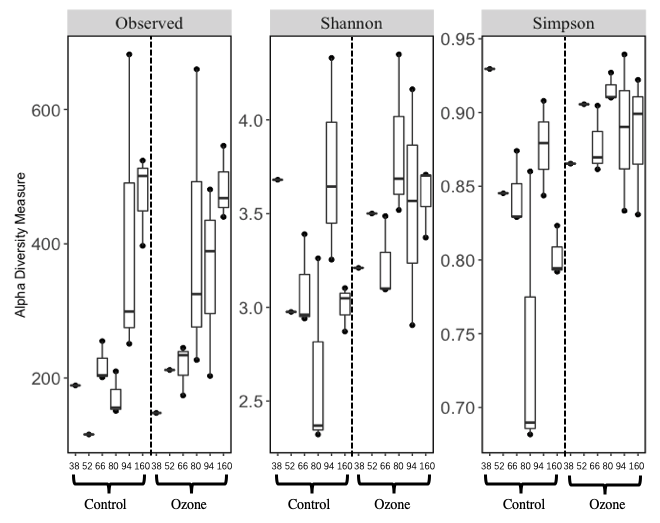 Observed Shannon Simpson
Alpha Diversity Measure
600
400
200
4.0
3.5
3.0
2.5
0.95
0.90
0.85
0.80
0.75
0.70
38 52 66 80 94 160 38 52 66 80 94 160
38 52 66 80 94 160 38 52 66 80 94 160
38 52 66 80 94 160 38 52 66 80 94 160
Control Ozone Control Ozone Control Ozone